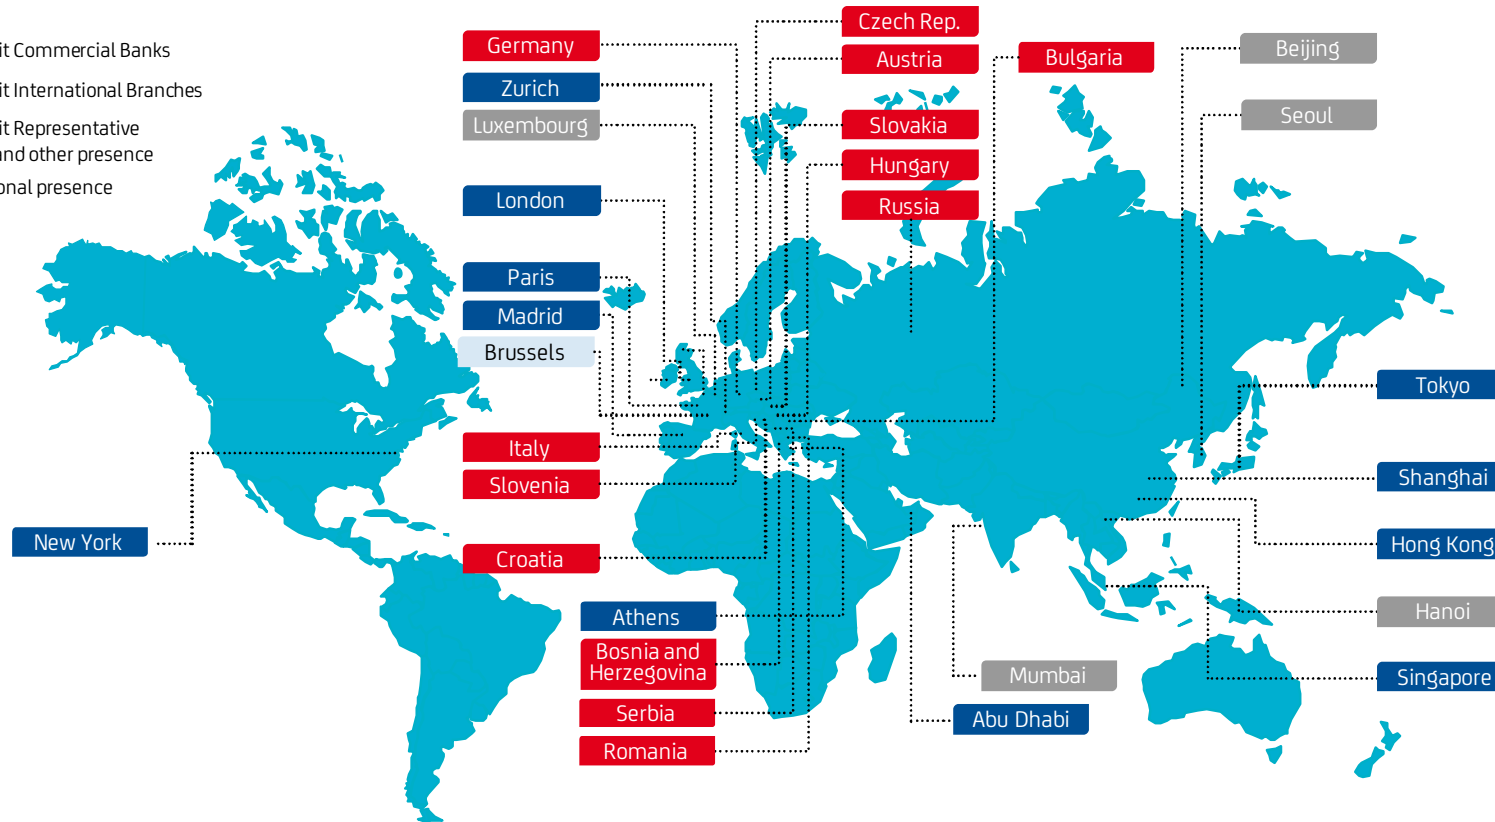 it Commercial Banks
it International Branches
it Representative
and other presence
onal presence
Germany
Zurich
Luxembourg
London
Paris
Madrid
Brussels
Italy
Slovenia
Croatia
New York
Athens
Bosnia and
Herzegovina
Serbia
Romania
Czech Rep.
Austria
Slovakia
Hungary
Russia
Bulgaria
Beijing
Seoul
Tokyo
Shanghai
Hong Kong
Hanoi
Singapore
Mumbai
Abu Dhabi